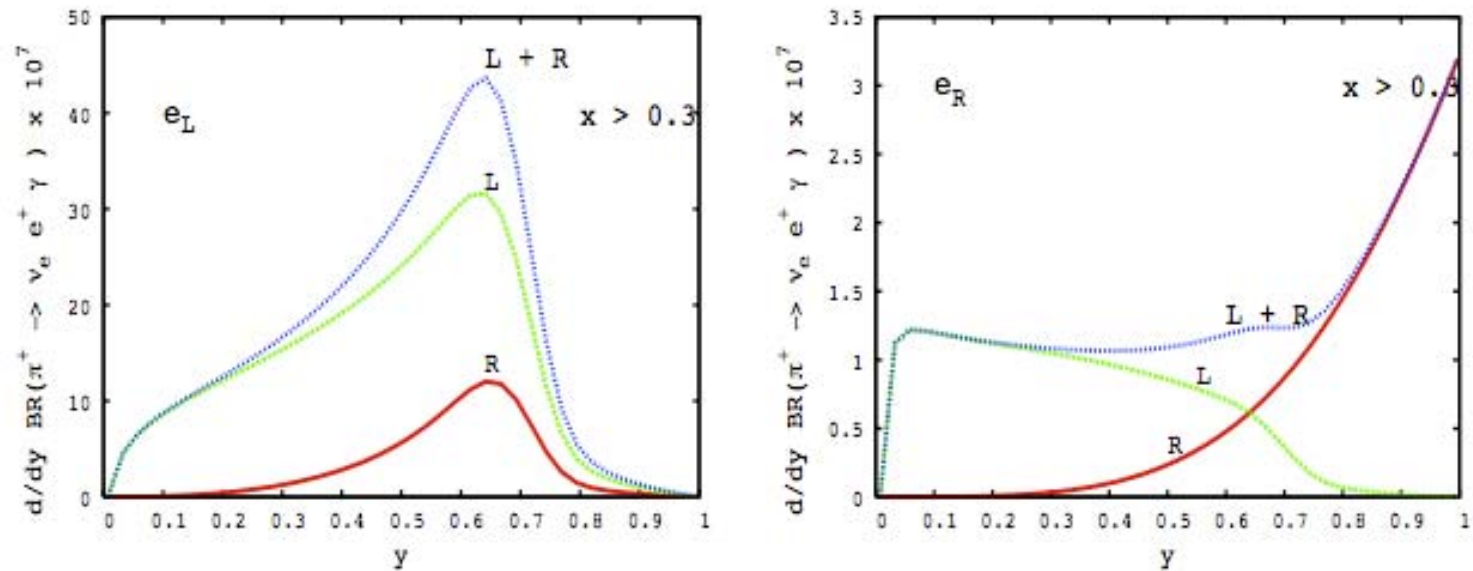 d/dy BR(π⁺ -> ν_e e⁺ γ ) x 10⁷
50
40
30
20
10
0
e_L
L + R
x > 0.3
L
R
0 0.1 0.2 0.3 0.4 0.5 0.6 0.7 0.8 0.9 1
y
d/dy BR(π⁺ -> ν_e e⁺ γ ) x 10⁷
3.5
3
2.5
2
1.5
1
0.5
0
e_R
x > 0.3
L + R
L
R
0 0.1 0.2 0.3 0.4 0.5 0.6 0.7 0.8 0.9 1
y